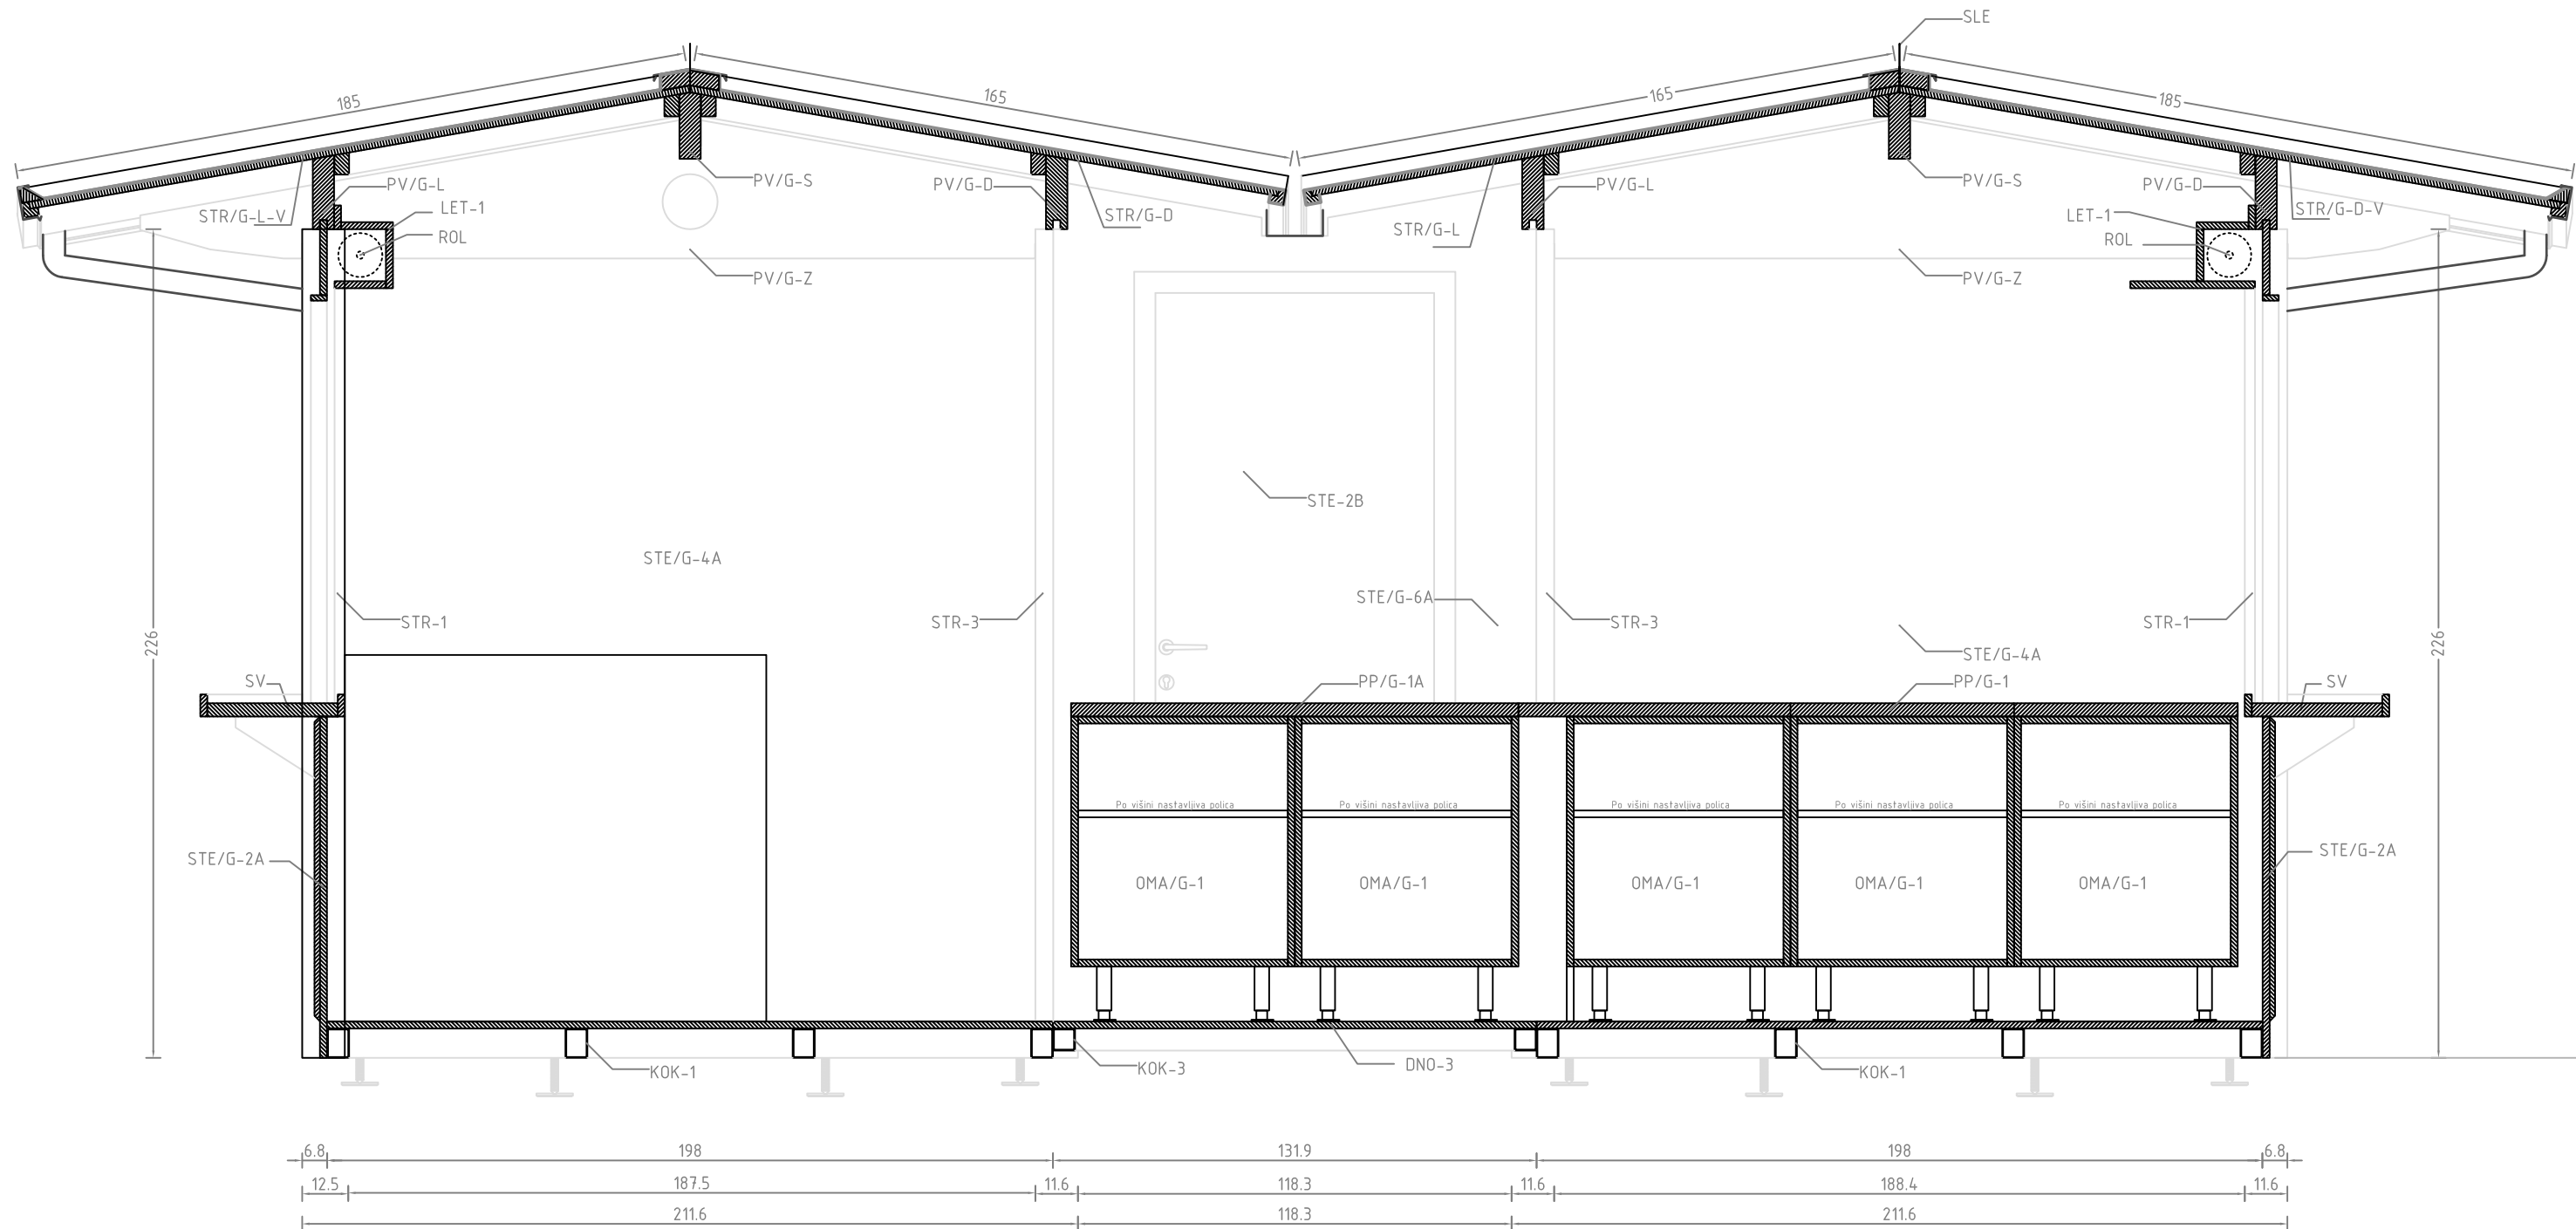 SLE
185
165
165
185
PV/G-L
PV/G-S
PV/G-D
PV/G-L
PV/G-S
PV/G-D
STR/G-L-V
LET-1
STR/G-D
STR/G-L
LET-1
STR/G-D-V
ROL
ROL
PV/G-Z
PV/G-Z
STE-2B
STE/G-4A
STE/G-6A
STR-1
STR-3
STR-3
STR-1
226
226
STE/G-4A
SV
PP/G-1A
PP/G-1
SV
Po višini nastavljiva polica
Po višini nastavljiva polica
Po višini nastavljiva polica
Po višini nastavljiva polica
Po višini nastavljiva polica
STE/G-2A
STE/G-2A
OMA/G-1
OMA/G-1
OMA/G-1
OMA/G-1
OMA/G-1
KOK-1
KOK-3
DNO-3
KOK-1
6.8
198
131.9
198
6.8
12.5
187.5
11.6
118.3
11.6
188.4
11.6
211.6
118.3
211.6